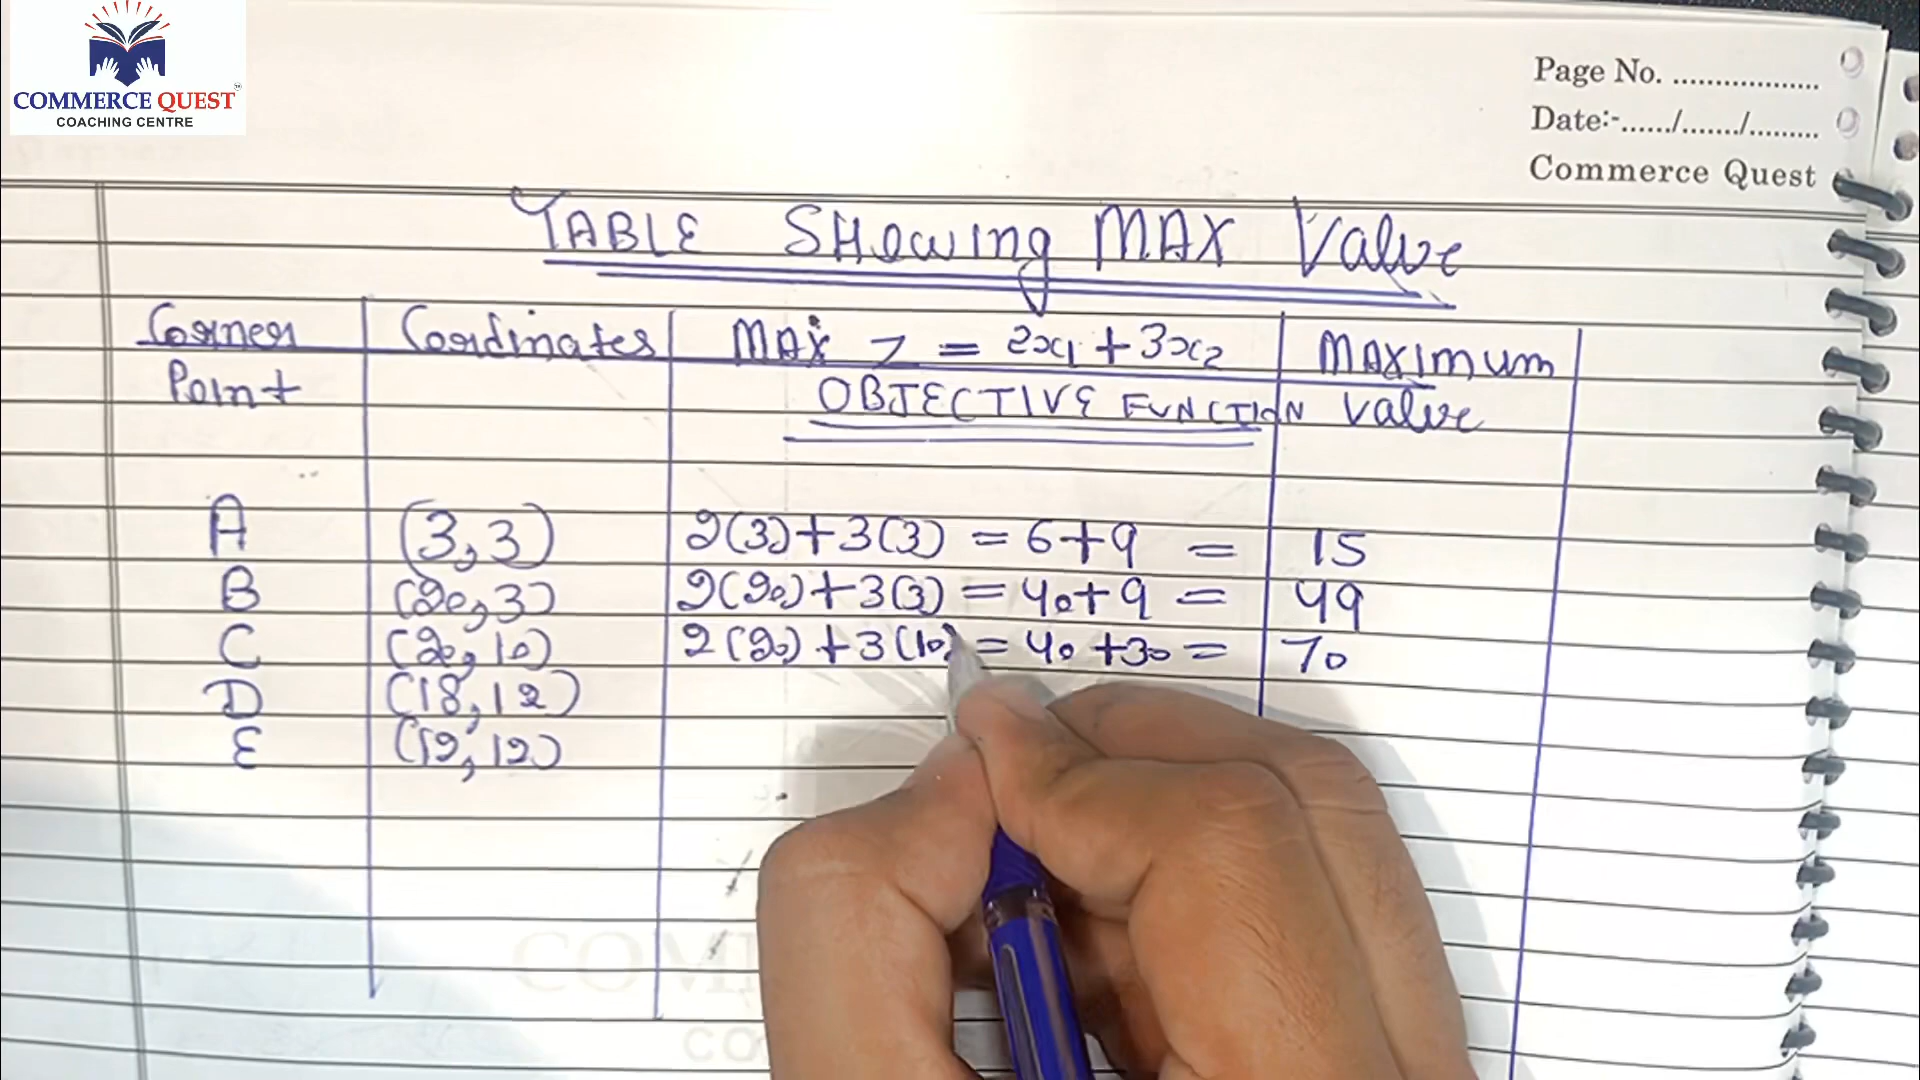 COMMERCE QUEST
COACHING CENTRE
Page No. ..................
Date:-....../......./.........
Commerce Quest
TABLE SHowing MAX Value
Corner Point | Coordinates | MAX Z = 2x1 + 3x2 OBJECTIVE FUNCTION | MAXIMUM Value
A (3,3) 2(3)+3(3) = 6+9 = 15
B (20,3) 2(20)+3(3) = 40+9 = 49
C (20,10) 2(20)+3(10) = 40+30 = 70
D (18,12)
E (12,12)